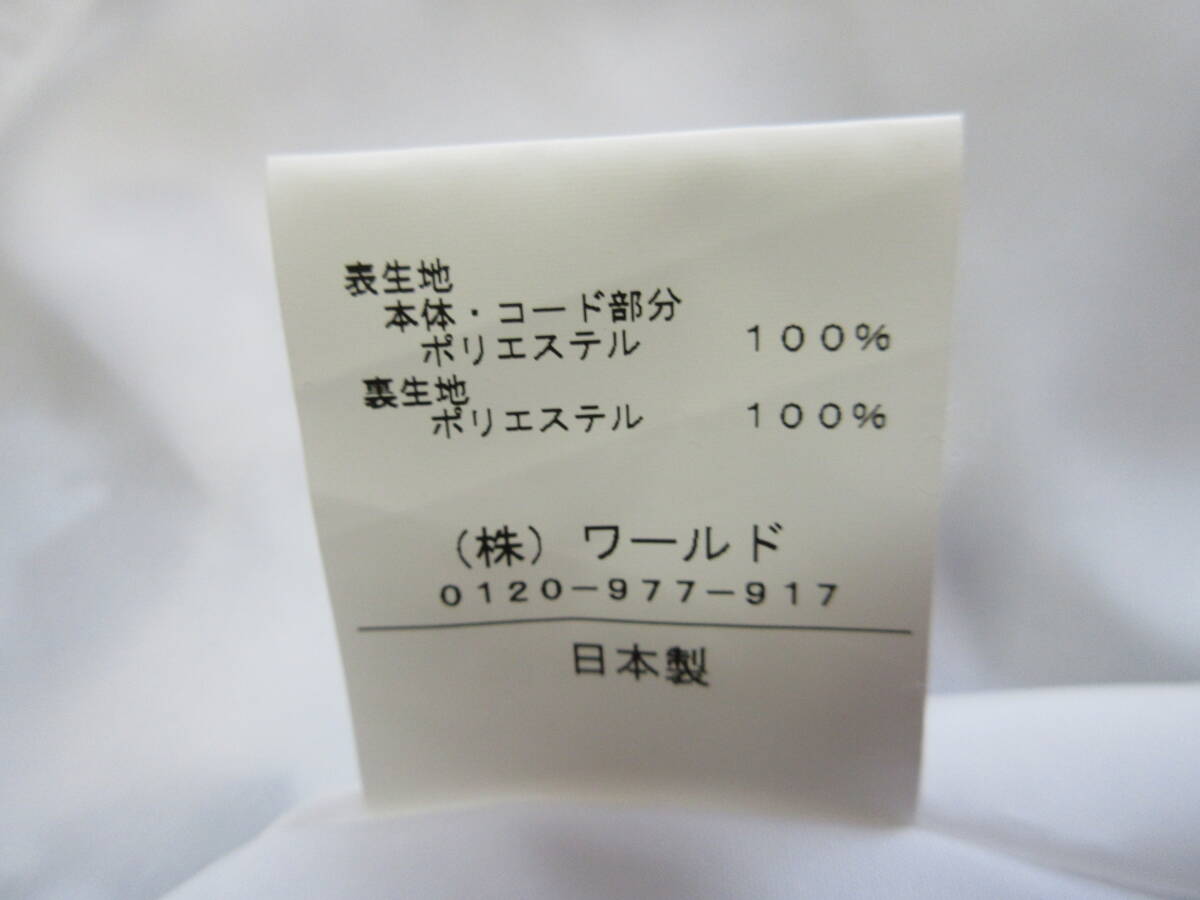 表生地
本体・コード部分
ポリエステル 100%
裏生地
ポリエステル 100%
(株)ワールド
0120-977-917
日本製